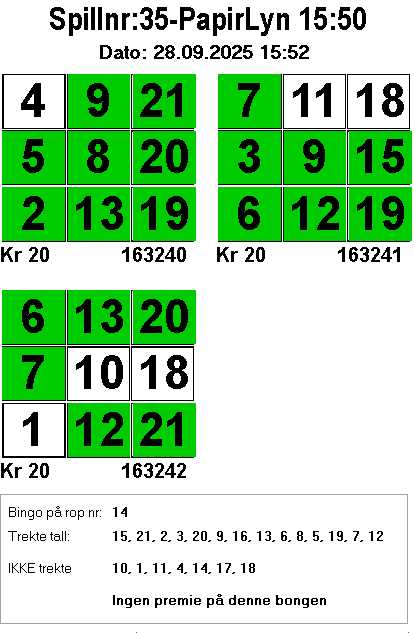 Spillnr:35-PapirLyn 15:50
Dato: 28.09.2025 15:52
4 9 21
5 8 20
2 13 19
Kr 20 163240
7 11 18
3 9 15
6 12 19
Kr 20 163241
6 13 20
7 10 18
1 12 21
Kr 20 163242
Bingo på rop nr: 14
Trekte tall: 15, 21, 2, 3, 20, 9, 16, 13, 6, 8, 5, 19, 7, 12
IKKE trekte 10, 1, 11, 4, 14, 17, 18
Ingen premie på denne bongen